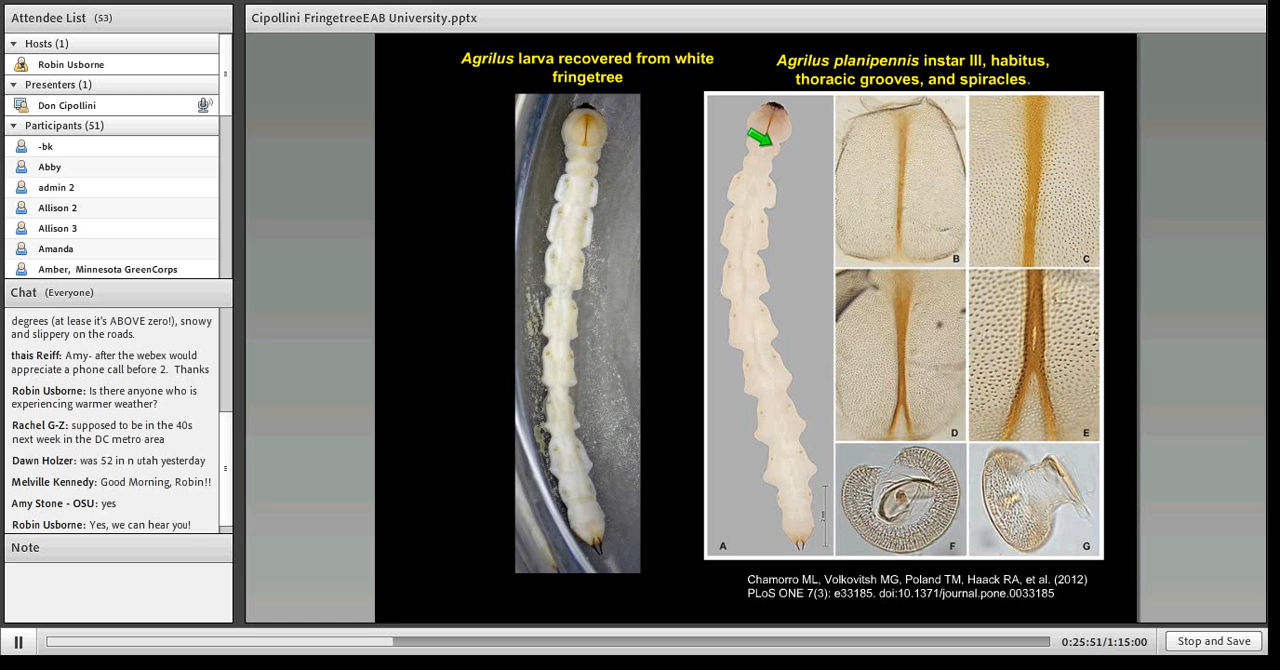 Attendee List (53)
Hosts (1)
Robin Usborne
Presenters (1)
Don Cipollini
Participants (51)
-bk
Abby
admin 2
Allison 2
Allison 3
Amanda
Amber, Minnesota GreenCorps
Chat (Everyone)
degrees (at lease it's ABOVE zero!), snowy
and slippery on the roads.
thais Reiff: Amy- after the webex would
appreciate a phone call before 2. Thanks
Robin Usborne: Is there anyone who is
experiencing warmer weather?
Rachel G-Z: supposed to be in the 40s
next week in the DC metro area
Dawn Holzer: was 52 in n utah yesterday
Melville Kennedy: Good Morning, Robin!!
Amy Stone - OSU: yes
Robin Usborne: Yes, we can hear you!
Note
Cipollini FringetreeEAB University.pptx
Agrilus larva recovered from white
fringetree
Agrilus planipennis instar III, habitus,
thoracic grooves, and spiracles.
A
B
C
D
E
F
G
Chamorro ML, Volkovitsh MG, Poland TM, Haack RA, et al. (2012)
PLoS ONE 7(3): e33185. doi:10.1371/journal.pone.0033185
0:25:51/1:15:00
Stop and Save